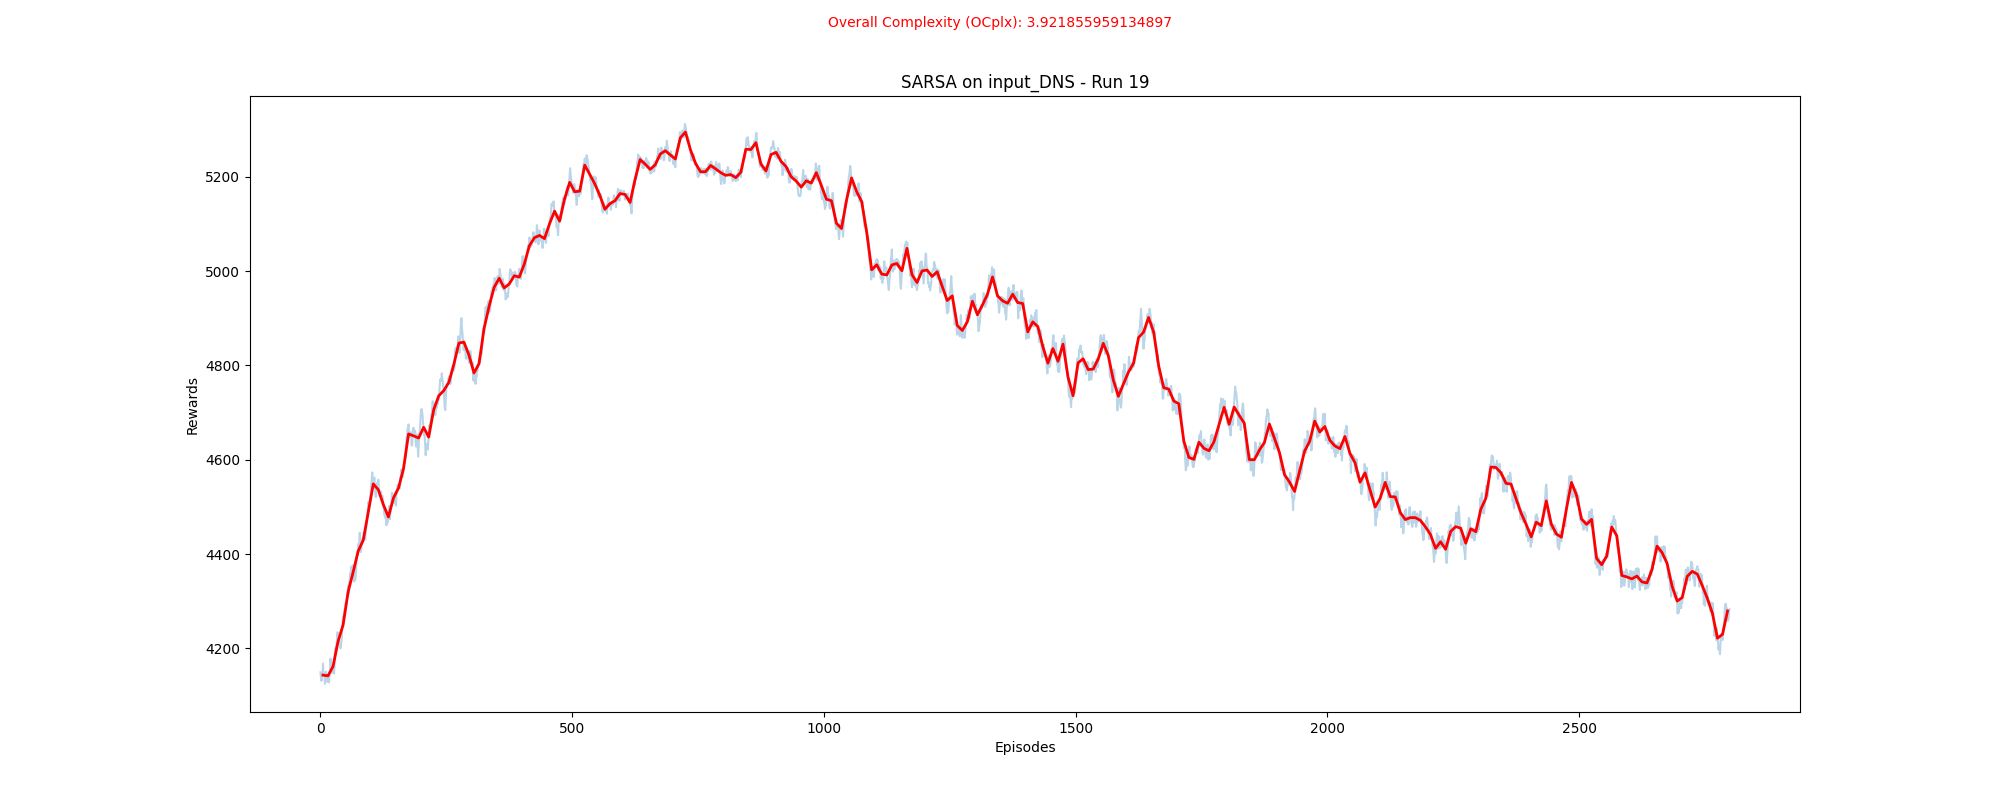 Overall Complexity (OCplx): 3.921855959134897
SARSA on input_DNS - Run 19
Rewards
5200
5000
4800
4600
4400
4200
0 500 1000 1500 2000 2500
Episodes